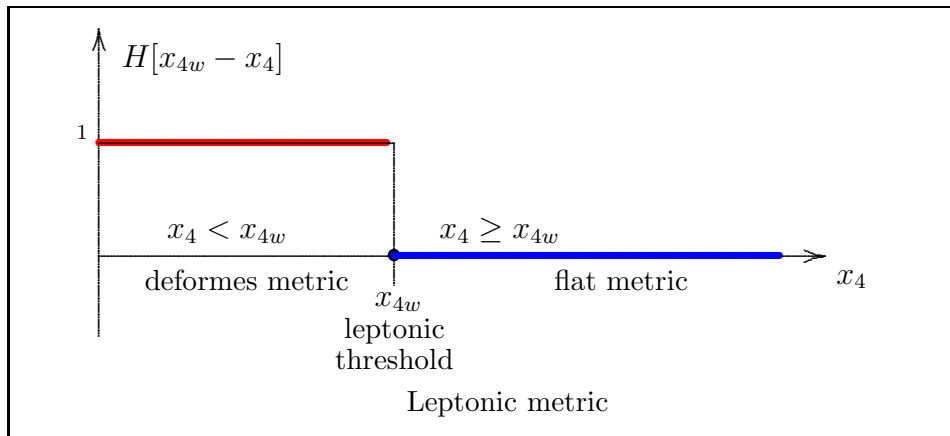 H[x_{4w} − x_4]
1
x_4 < x_{4w}
x_4 ≥ x_{4w}
deformes metric
flat metric
x_4
x_{4w}
leptonic
threshold
Leptonic metric